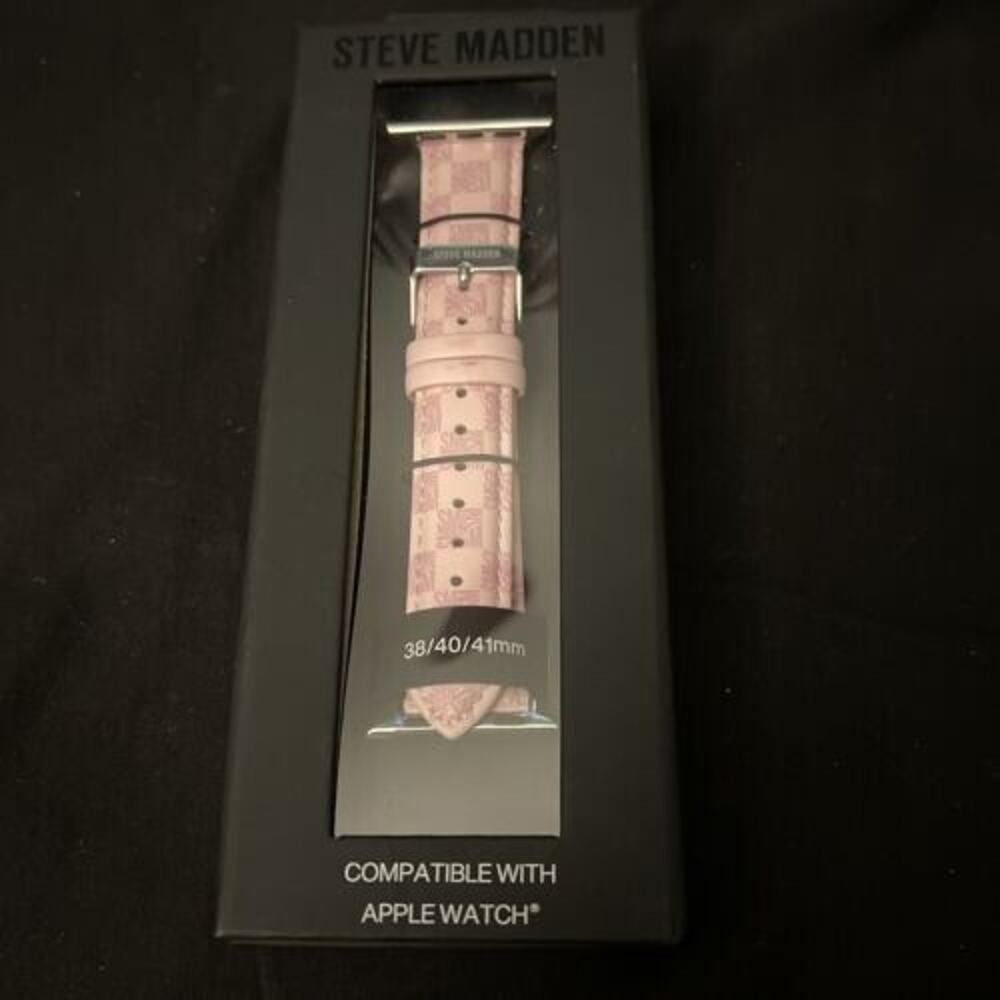 STEVE MADDEN
STEVE MADDEN
38/40/41mm
COMPATIBLE WITH
APPLE WATCH®